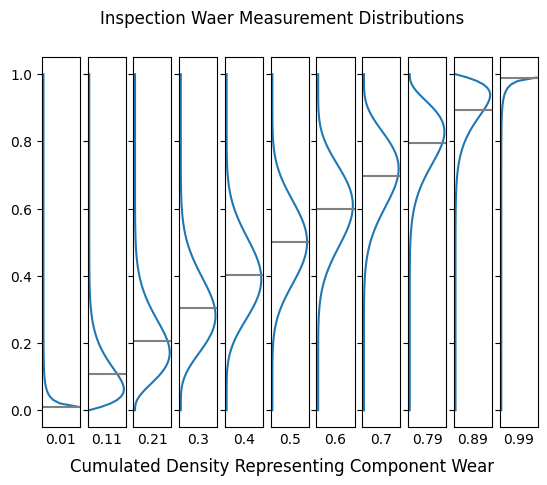 Inspection Waer Measurement Distributions
1.0
0.8
0.6
0.4
0.2
0.0
0.01 0.11 0.21 0.3 0.4 0.5 0.6 0.7 0.79 0.89 0.99
Cumulated Density Representing Component Wear